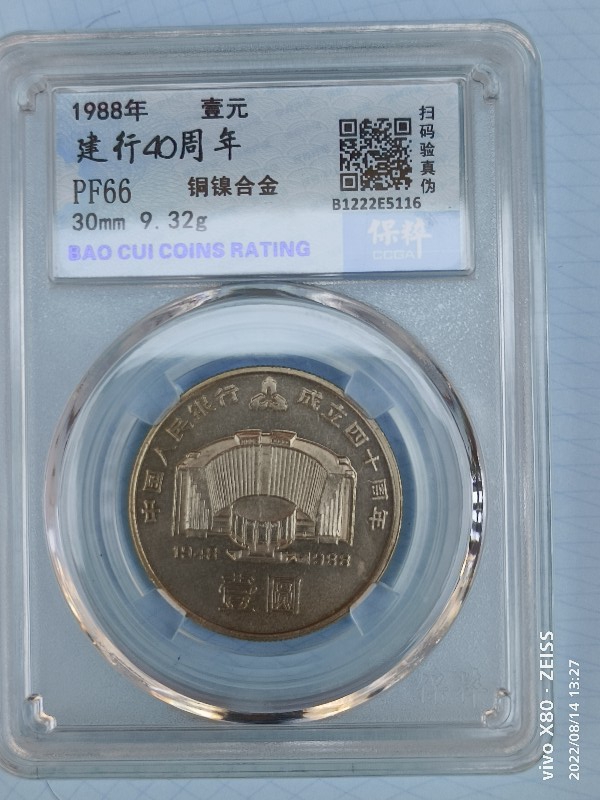 1988年 壹元
建行40周年
PF66 铜镍合金
30mm 9.32g
BAO CUI COINS RATING
扫码验真伪
B1222E5116
保粹
CCGA
中国人民银行 成立四十周年
1948 1988
壹圆
vivo X80 · ZEISS
2022/08/14 13:27